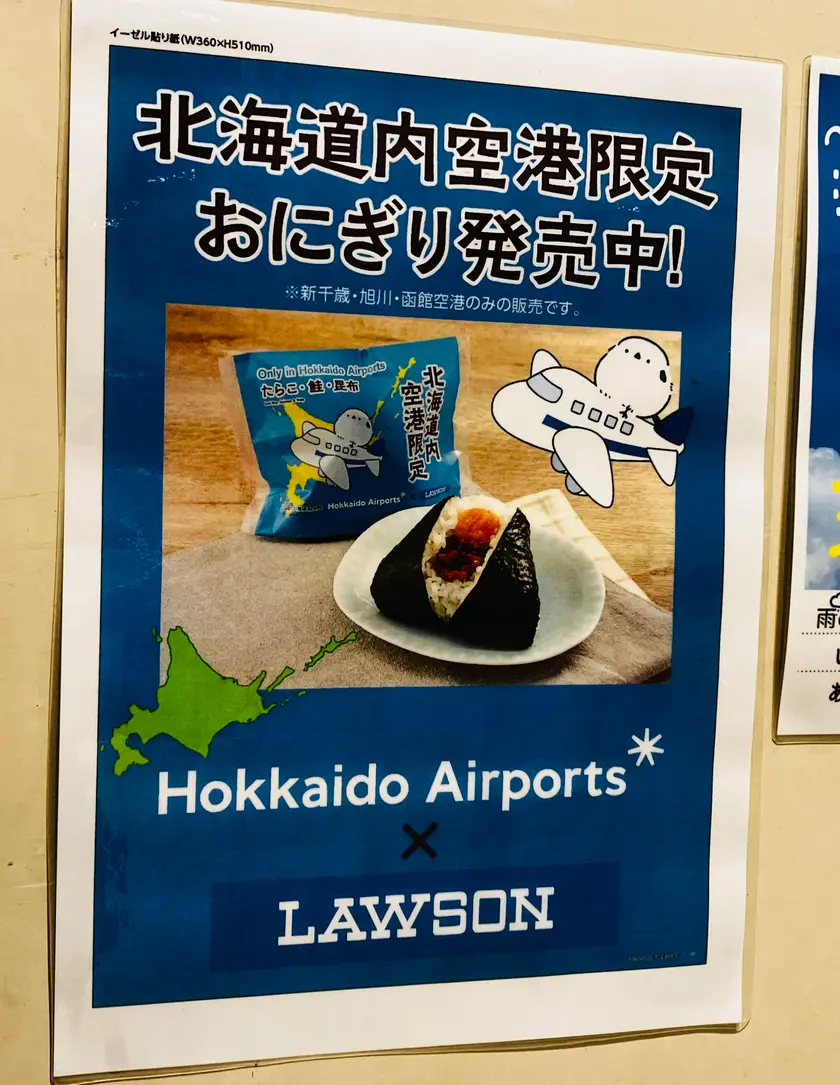 イーゼル貼り紙(W360×H510mm)
北海道内空港限定
おにぎり発売中!
※新千歳・旭川・函館空港のみの販売です。
Only in Hokkaido Airports
たらこ・鮭・昆布
北海道内
空港限定
Hokkaido Airports*
LAWSON
Hokkaido Airports*
×
LAWSON
雨